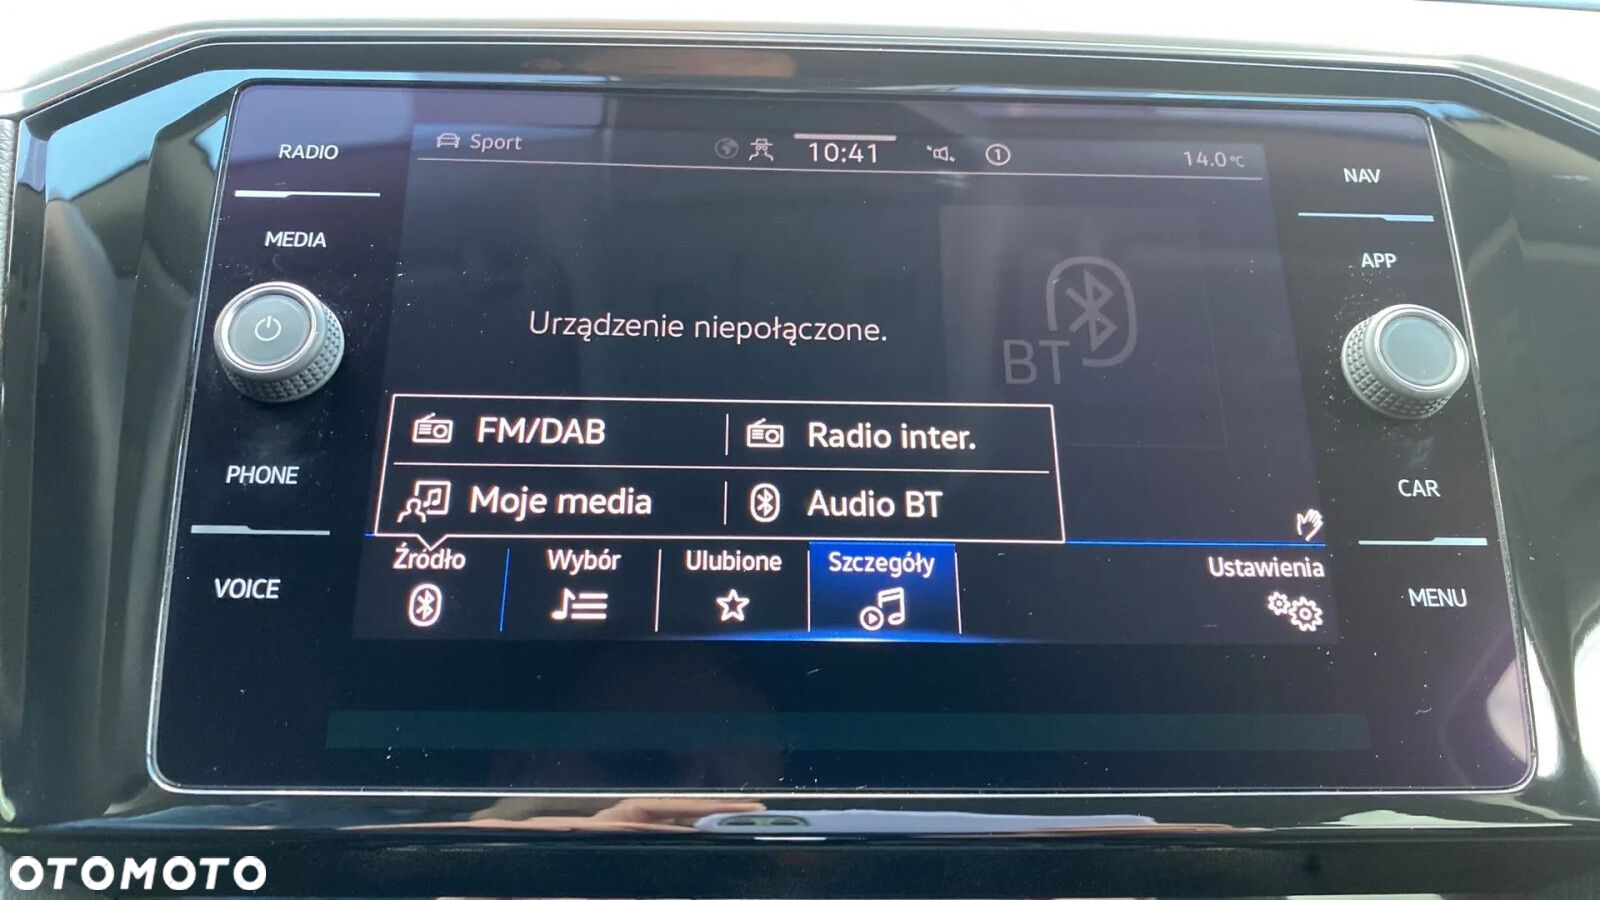 RADIO
MEDIA
PHONE
VOICE
Sport
10:41
1
14.0°C
Urządzenie niepołączone.
BT
FM/DAB
Radio inter.
Moje media
Audio BT
Źródło
Wybór
Ulubione
Szczegóły
Ustawienia
NAV
APP
CAR
MENU
OTOMOTO